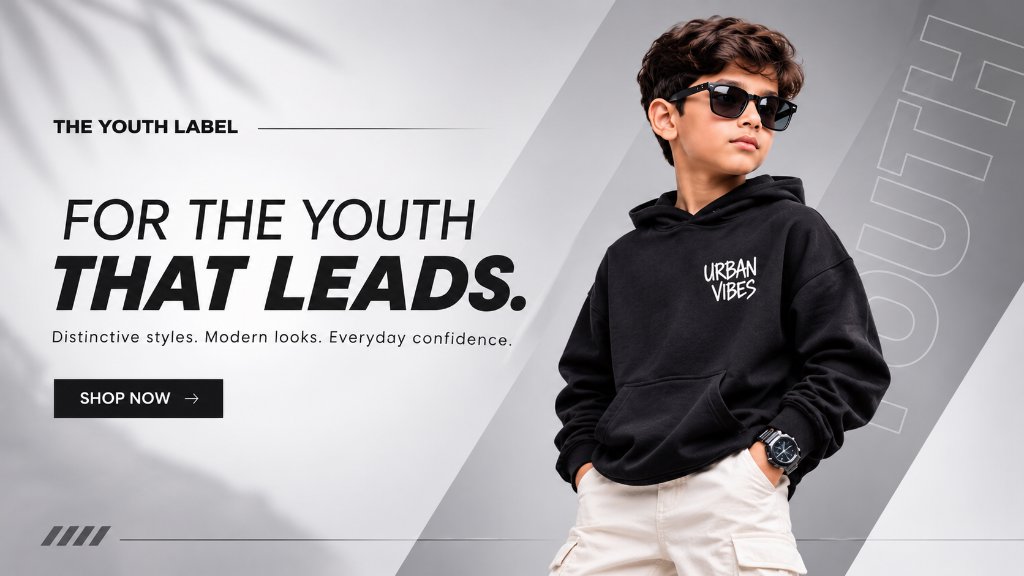 THE YOUTH LABEL
FOR THE YOUTH
THAT LEADS.
Distinctive styles. Modern looks. Everyday confidence.
SHOP NOW →
URBAN
VIBES
YOUTH